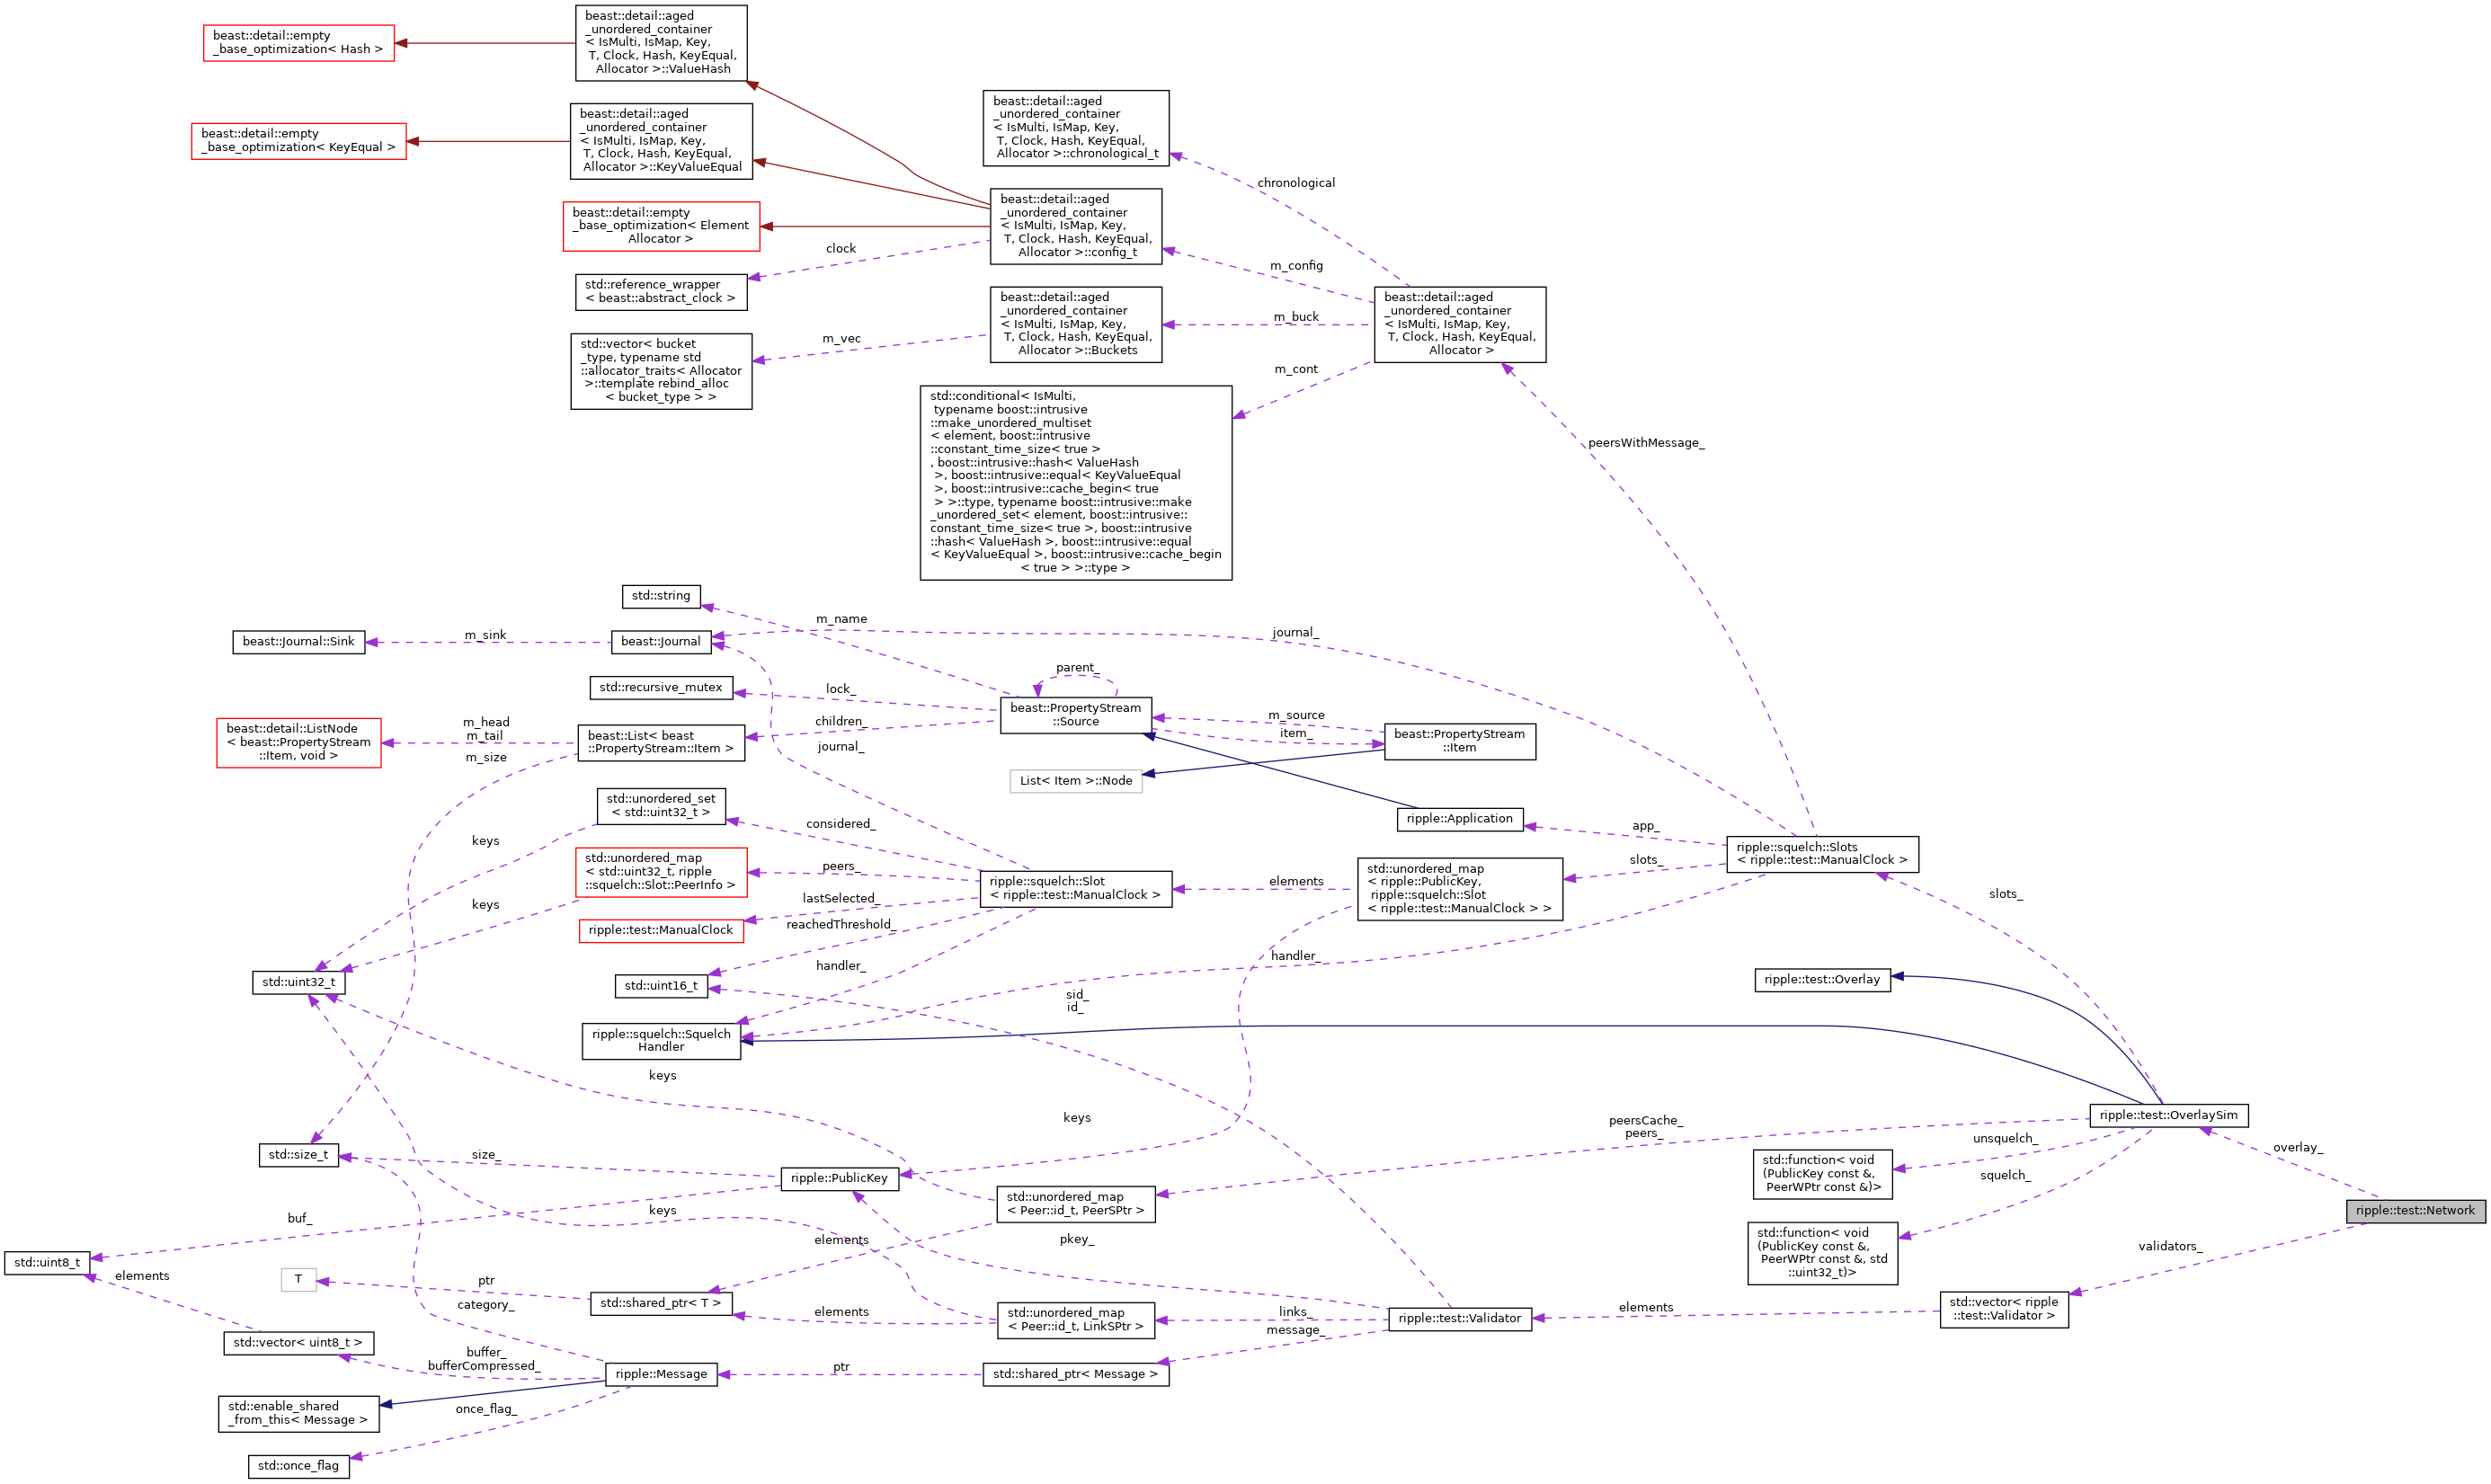 beast::detail::aged
_unordered_container
< IsMulti, IsMap, Key,
T, Clock, Hash, KeyEqual,
Allocator >::ValueHash
beast::detail::empty
_base_optimization< Hash >
beast::detail::aged
_unordered_container
< IsMulti, IsMap, Key,
T, Clock, Hash, KeyEqual,
Allocator >::chronological_t
beast::detail::aged
_unordered_container
< IsMulti, IsMap, Key,
T, Clock, Hash, KeyEqual,
Allocator >::KeyValueEqual
beast::detail::empty
_base_optimization< KeyEqual >
chronological
beast::detail::aged
_unordered_container
< IsMulti, IsMap, Key,
T, Clock, Hash, KeyEqual,
Allocator >::config_t
beast::detail::empty
_base_optimization< Element
Allocator >
clock
m_config
std::reference_wrapper
< beast::abstract_clock >
beast::detail::aged
_unordered_container
< IsMulti, IsMap, Key,
T, Clock, Hash, KeyEqual,
Allocator >::Buckets
m_buck
beast::detail::aged
_unordered_container
< IsMulti, IsMap, Key,
T, Clock, Hash, KeyEqual,
Allocator >
std::vector< bucket
_type, typename std
::allocator_traits< Allocator
>::template rebind_alloc
< bucket_type > >
m_vec
m_cont
std::conditional< IsMulti,
typename boost::intrusive
::make_unordered_multiset
< element, boost::intrusive
::constant_time_size< true >
, boost::intrusive::hash< ValueHash
>, boost::intrusive::equal< KeyValueEqual
>, boost::intrusive::cache_begin< true
> >::type, typename boost::intrusive::make
_unordered_set< element, boost::intrusive::
constant_time_size< true >, boost::intrusive
::hash< ValueHash >, boost::intrusive::equal
< KeyValueEqual >, boost::intrusive::cache_begin
< true > >::type >
peersWithMessage_
std::string
m_name
beast::Journal::Sink
m_sink
beast::Journal
journal_
std::recursive_mutex
lock_
parent_
beast::PropertyStream
::Source
m_source
item_
beast::PropertyStream
::Item
beast::detail::ListNode
< beast::PropertyStream
::Item, void >
m_head
m_tail
m_size
beast::List< beast
::PropertyStream::Item >
children_
journal_
List< Item >::Node
std::unordered_set
< std::uint32_t >
considered_
ripple::Application
app_
ripple::squelch::Slots
< ripple::test::ManualClock >
keys
std::unordered_map
< std::uint32_t, ripple
::squelch::Slot::PeerInfo >
peers_
ripple::squelch::Slot
< ripple::test::ManualClock >
elements
std::unordered_map
< ripple::PublicKey,
ripple::squelch::Slot
< ripple::test::ManualClock > >
slots_
slots_
keys
ripple::test::ManualClock
lastSelected_
reachedThreshold_
handler_
handler_
std::uint32_t
std::uint16_t
sid_
id_
ripple::test::Overlay
ripple::squelch::Squelch
Handler
keys
keys
peersCache_
peers_
ripple::test::OverlaySim
unsquelch_
squelch_
overlay_
std::size_t
size_
ripple::PublicKey
std::function< void
(PublicKey const &,
PeerWPtr const &)>
std::unordered_map
< Peer::id_t, PeerSPtr >
ripple::test::Network
buf_
keys
elements
pkey_
std::function< void
(PublicKey const &,
PeerWPtr const &, std
::uint32_t)>
validators_
std::uint8_t
elements
T
ptr
std::shared_ptr< T >
elements
std::unordered_map
< Peer::id_t, LinkSPtr >
links_
message_
ripple::test::Validator
elements
std::vector< ripple
::test::Validator >
category_
std::vector< uint8_t >
buffer_
bufferCompressed_
ripple::Message
ptr
std::shared_ptr< Message >
std::enable_shared
_from_this< Message >
once_flag_
std::once_flag